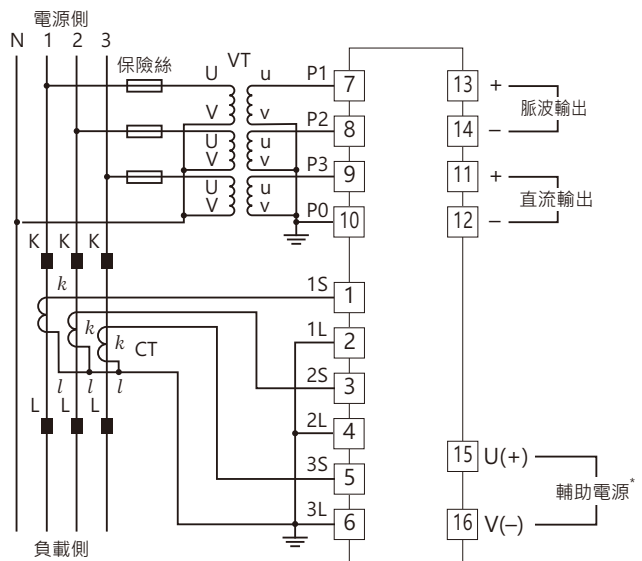 電源側
N 1 2 3
保險絲
VT
U u P1 7
V v
U u P2 8
V v
U u P3 9
V v P0 10
13 +
脈波輸出
14 –
11 +
直流輸出
12 –
K K K
k
k
k
CT
l l l
L L L
1S 1
1L 2
2S 3
2L 4
3S 5
3L 6
15 U(+)
輔助電源*
16 V(–)
負載側